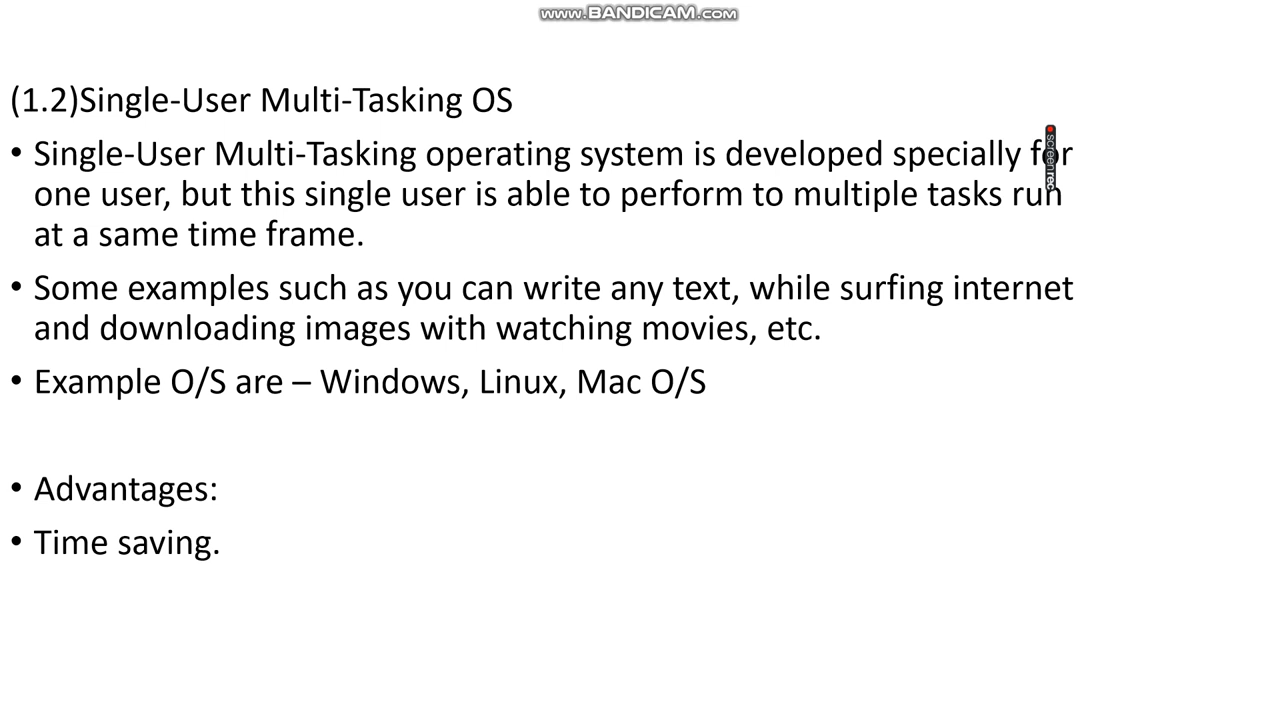 www.BANDICAM.com
(1.2)Single-User Multi-Tasking OS
• Single-User Multi-Tasking operating system is developed specially for
one user, but this single user is able to perform to multiple tasks run
at a same time frame.
• Some examples such as you can write any text, while surfing internet
and downloading images with watching movies, etc.
• Example O/S are – Windows, Linux, Mac O/S
• Advantages:
• Time saving.
screenrec